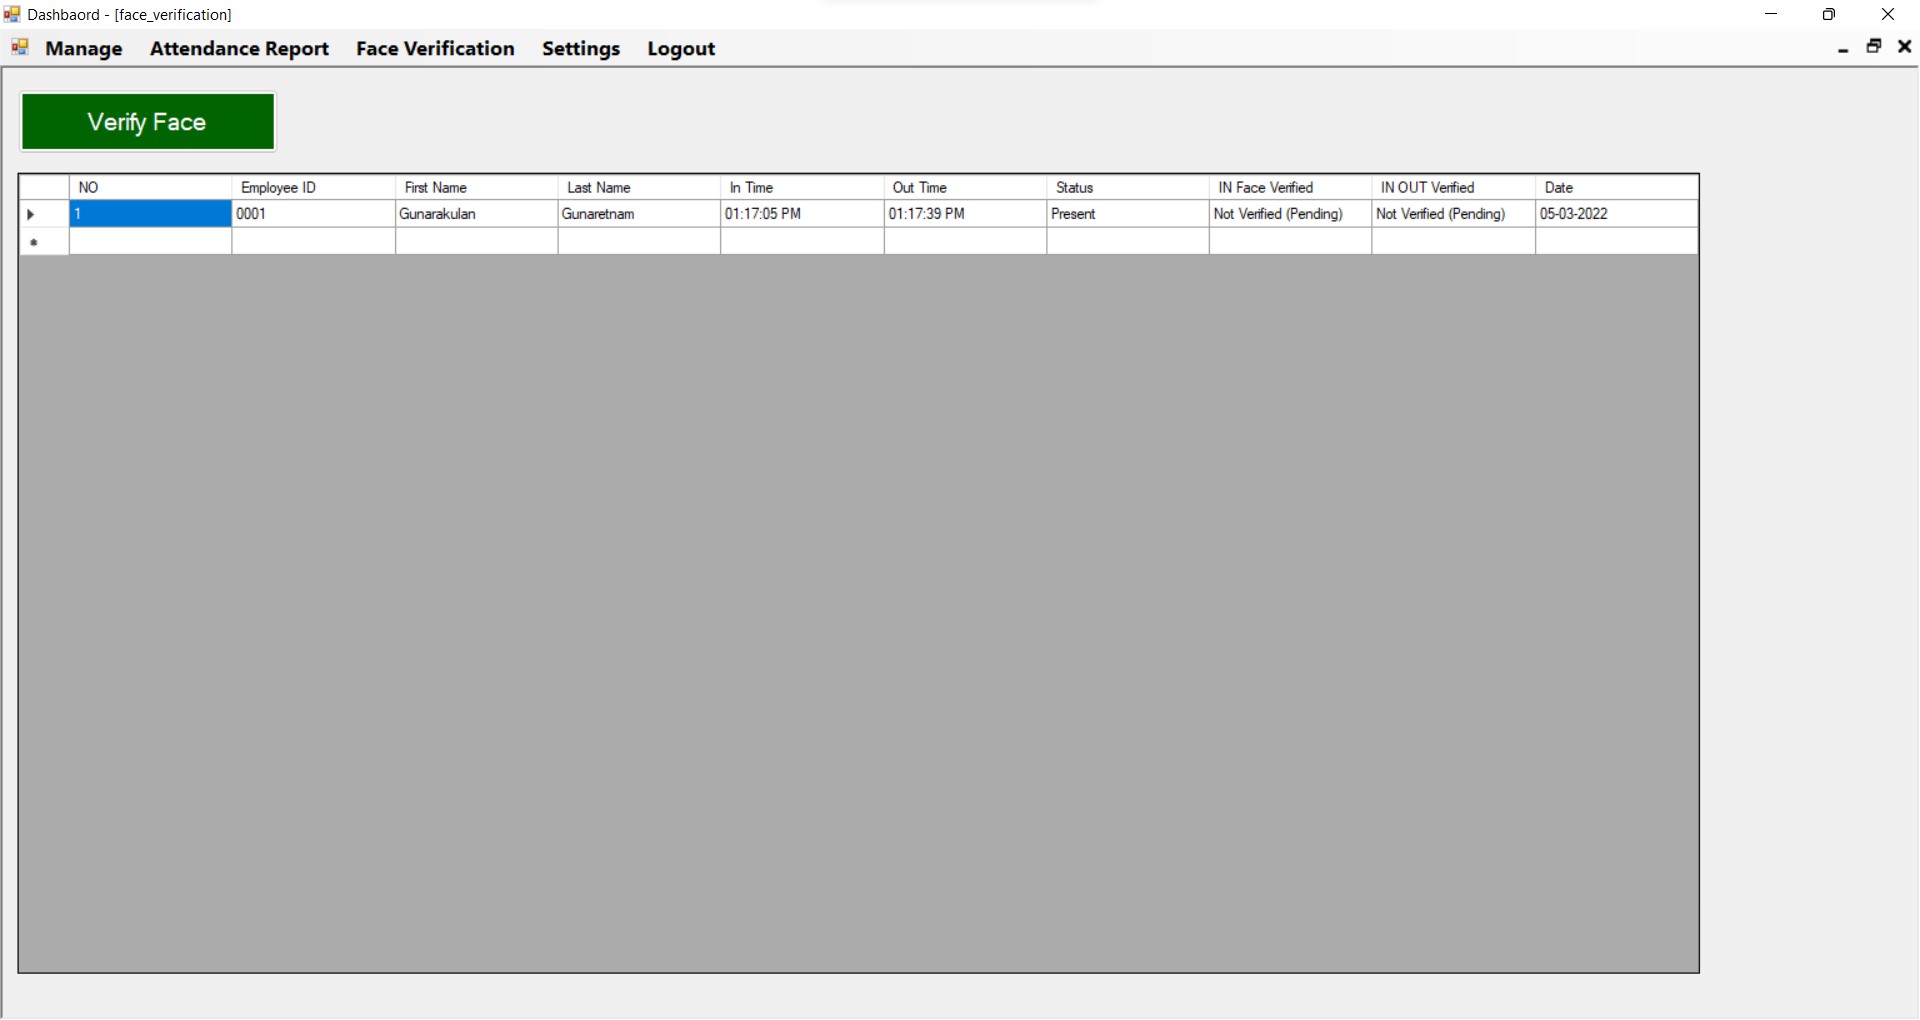 Dashbaord - [face_verification]
Manage Attendance Report Face Verification Settings Logout
Verify Face
NO Employee ID First Name Last Name In Time Out Time Status IN Face Verified IN OUT Verified Date
1 0001 Gunarakulan Gunaretnam 01:17:05 PM 01:17:39 PM Present Not Verified (Pending) Not Verified (Pending) 05-03-2022